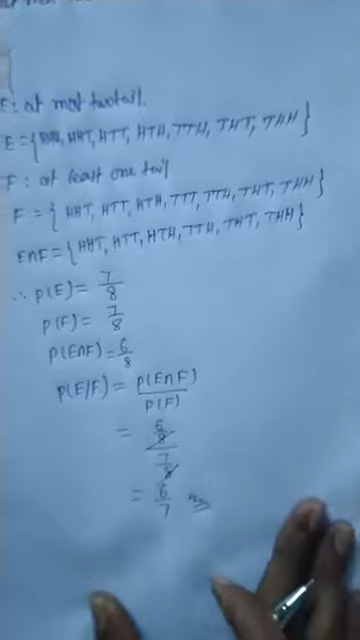 E: at most two tail.
E = {HHH, HHT, HTT, HTH, TTH, THT, THH}
F: at least one tail
F = {HHT, HTT, HTH, TTT, TTH, THT, THH}
E∩F = {HHT, HTT, HTH, TTH, THT, THH}
∴ P(E) = 7/8
P(F) = 7/8
P(E∩F) = 6/8
P(E/F) = P(E∩F)/P(F)
= 6/8 / 7/8
= 6/7